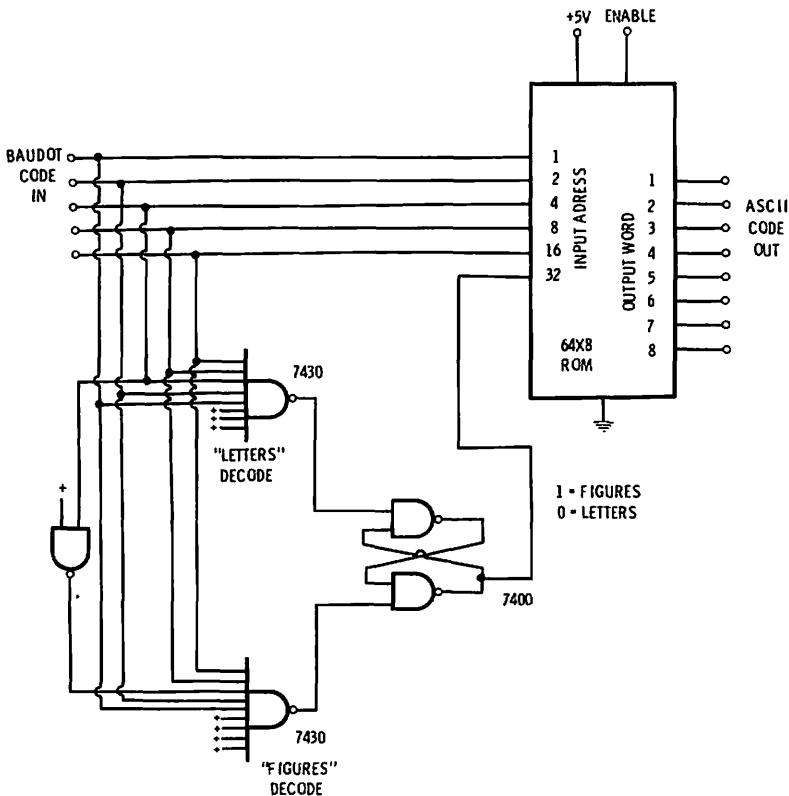 +5V ENABLE
BAUDOT
CODE
IN
1
2
4
8
16
32
INPUT ADRESS
OUTPUT WORD
1
2
3
4
5
6
7
8
64X8
ROM
ASCII
CODE
OUT
7430
+
+
+
"LETTERS"
DECODE
+
1 = FIGURES
0 = LETTERS
7400
+
+
+
+
7430
"FIGURES"
DECODE